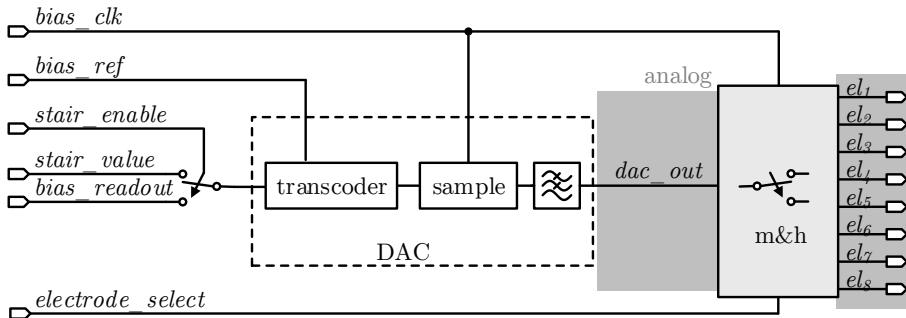 bias_clk
bias_ref
analog
stair_enable
stair_value
bias_readout
transcoder
sample
DAC
dac_out
m&h
el1
el2
el3
el4
el5
el6
el7
el8
electrode_select